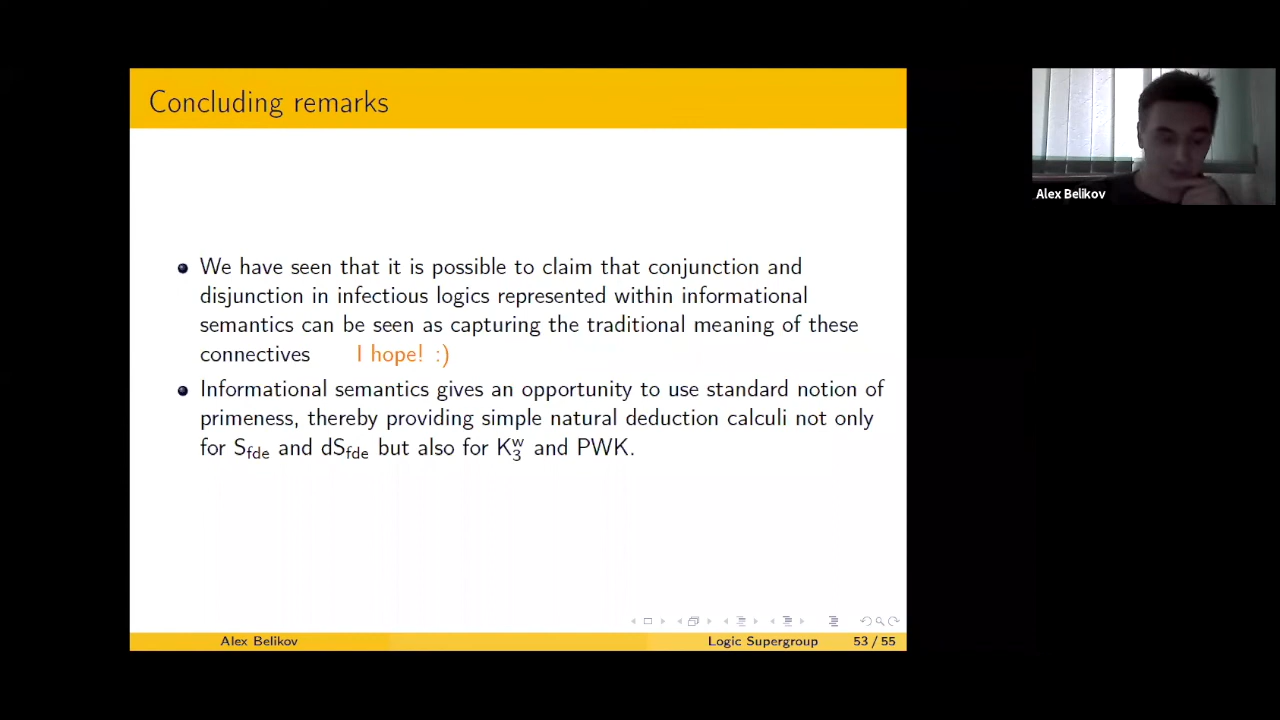 Concluding remarks
We have seen that it is possible to claim that conjunction and
disjunction in infectious logics represented within informational
semantics can be seen as capturing the traditional meaning of these
connectives I hope! :)
Informational semantics gives an opportunity to use standard notion of
primeness, thereby providing simple natural deduction calculi not only
for S_fde and dS_fde but also for K^w_3 and PWK.
Alex Belikov
Logic Supergroup 53 / 55
Alex Belikov